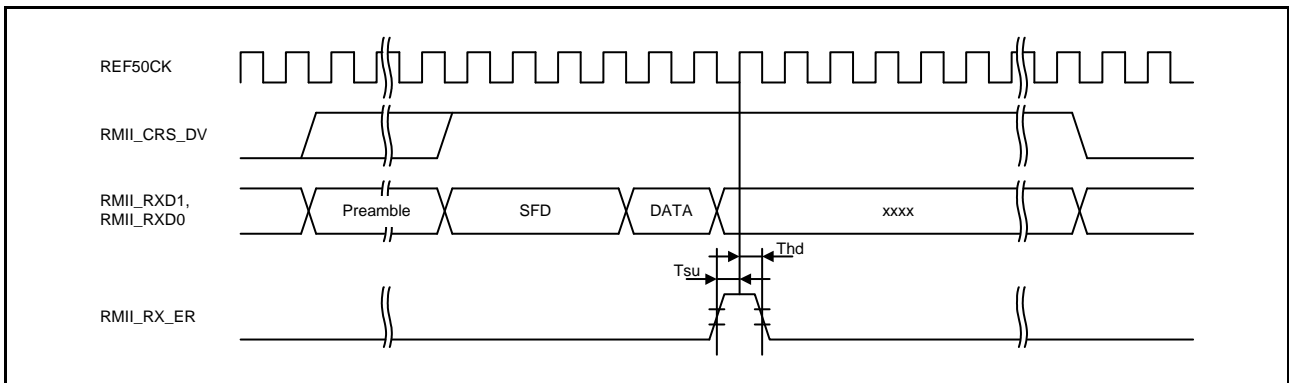 REF50CK
RMII_CRS_DV
RMII_RXD1,
RMII_RXD0
Preamble
SFD
DATA
xxxx
Thd
Tsu
RMII_RX_ER